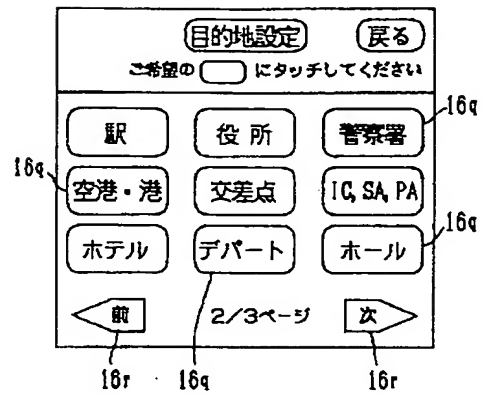 目的地設定 戻る
ご希望の にタッチしてください
駅 役所 警察署 16q
16q 空港・港 交差点 IC, SA, PA
ホテル デパート ホール 16q
前 2/3ページ 次
16r 16q 16r